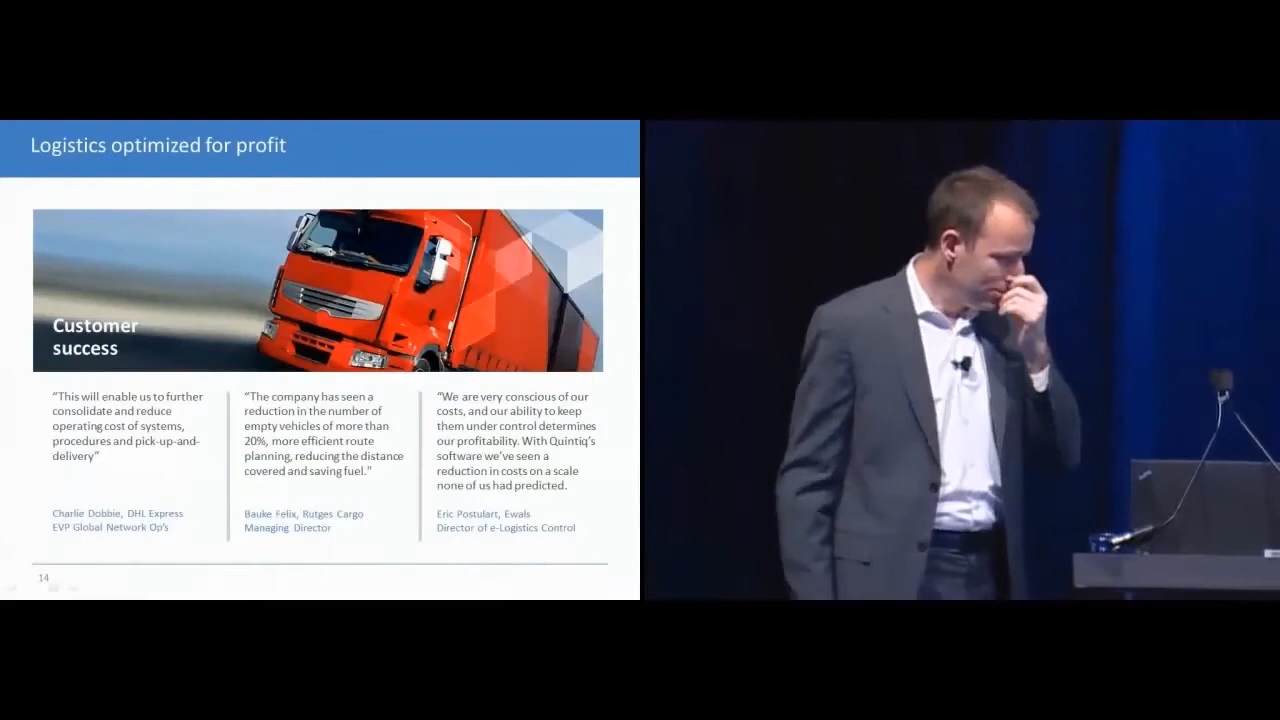 Logistics optimized for profit
Customer
success
“This will enable us to further
consolidate and reduce
operating cost of systems,
procedures and pick-up-and-
delivery”
Charlie Dobbie, DHL Express
EVP Global Network Op’s
“The company has seen a
reduction in the number of
empty vehicles of more than
20%, more efficient route
planning, reducing the distance
covered and saving fuel."
Bauke Felix, Rutges Cargo
Managing Director
“We are very conscious of our
costs, and our ability to keep
them under control determines
our profitability. With Quintiq’s
software we’ve seen a
reduction in costs on a scale
none of us had predicted.
Eric Postulart, Ewals
Director of e-Logistics Control
14